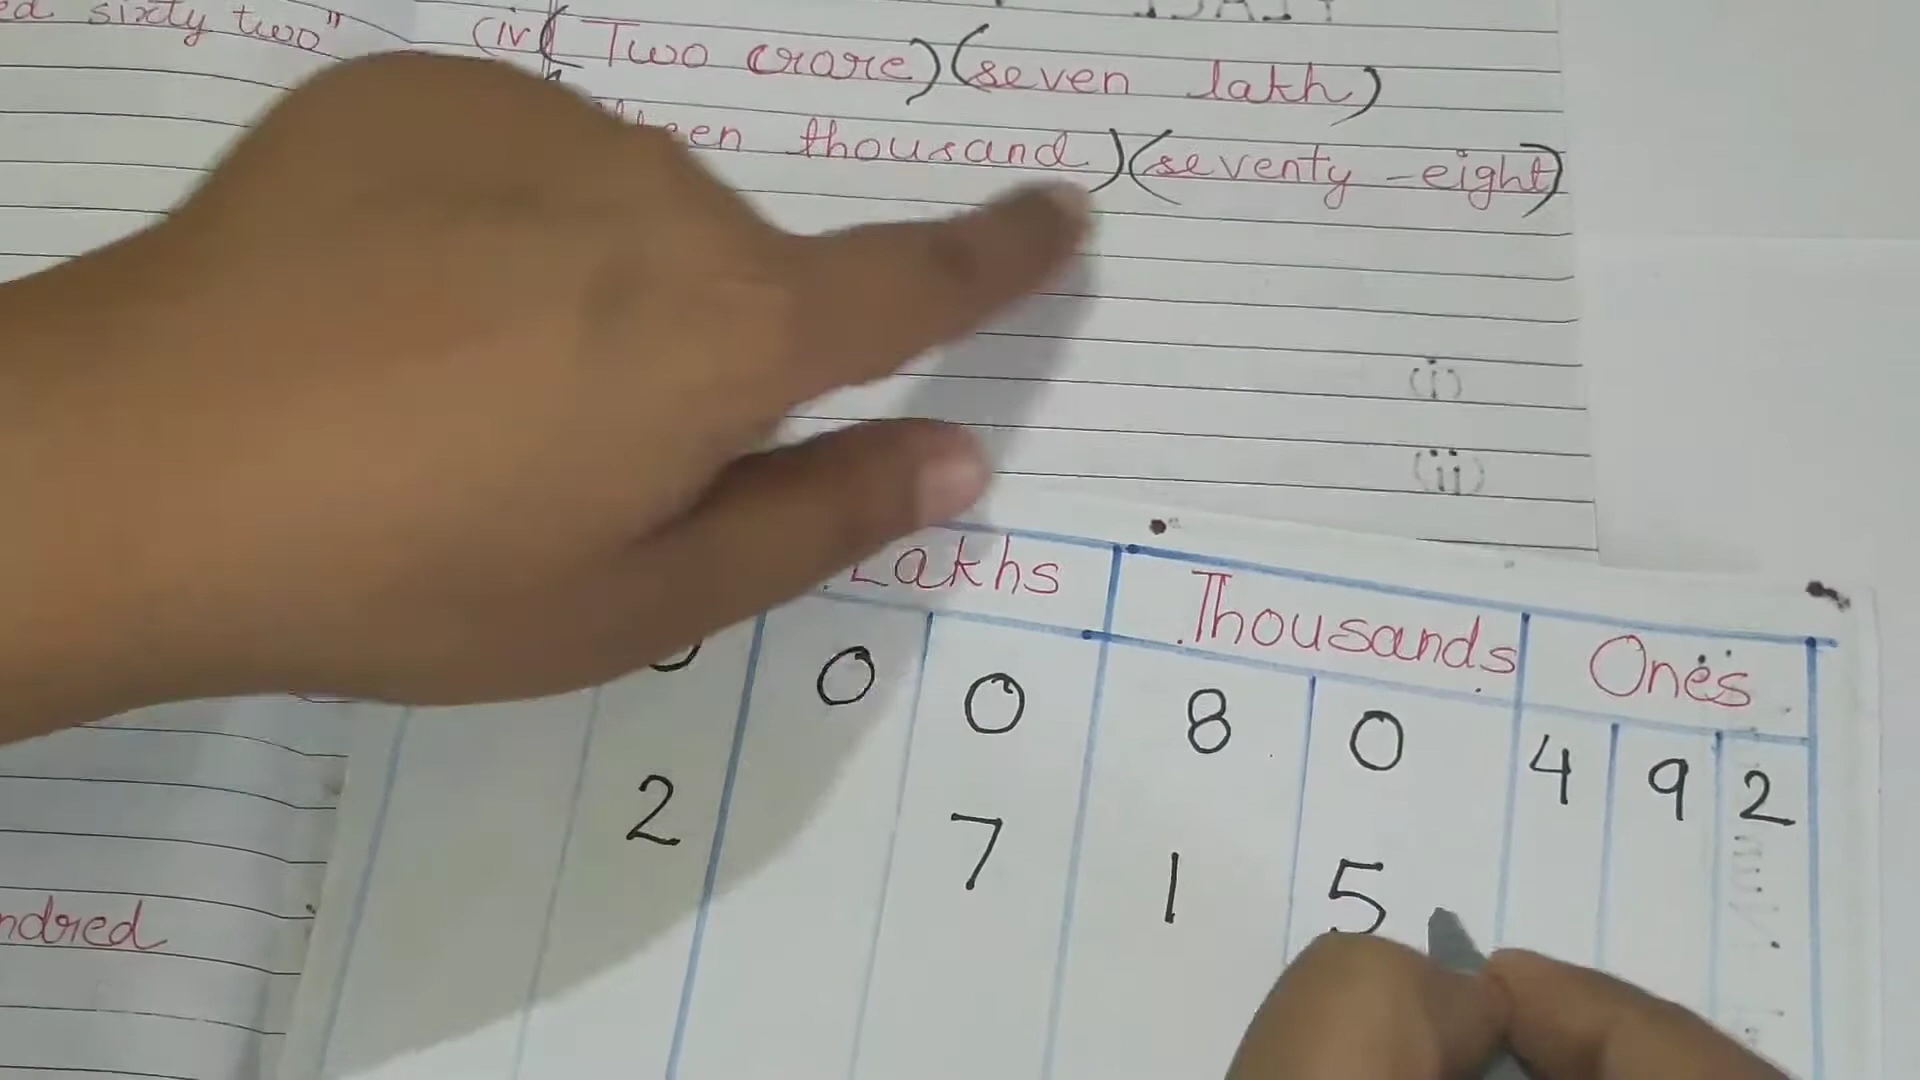 sixty two"
(iv) (Two crore) (seven lakh)
thousand) (seventy-eight)
(i)
(ii)
Lakhs Thousands Ones
0 0 8 0 4 9 2
2 7 1 5